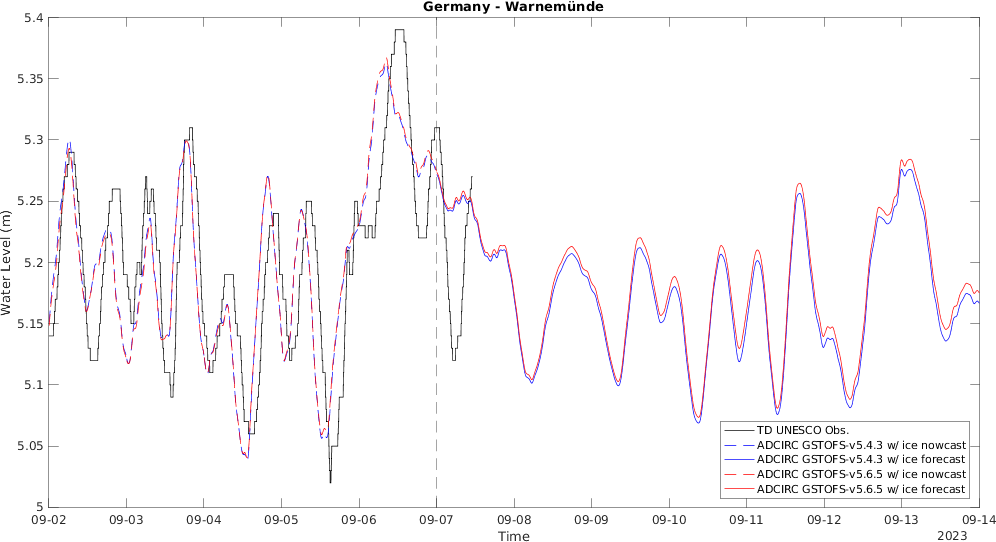 Germany - Warnemünde
Water Level (m)
5.4
5.35
5.3
5.25
5.2
5.15
5.1
5.05
5
TD UNESCO Obs.
ADCIRC GSTOFS-v5.4.3 w/ ice nowcast
ADCIRC GSTOFS-v5.4.3 w/ ice forecast
ADCIRC GSTOFS-v5.6.5 w/ ice nowcast
ADCIRC GSTOFS-v5.6.5 w/ ice forecast
09-02 09-03 09-04 09-05 09-06 09-07 09-08 09-09 09-10 09-11 09-12 09-13 09-14
Time
2023